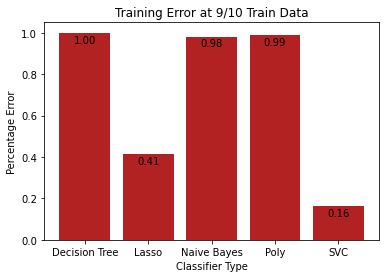 Training Error at 9/10 Train Data
Percentage Error
1.0
0.8
0.6
0.4
0.2
0.0
1.00
0.41
0.98
0.99
0.16
Decision Tree
Lasso
Naive Bayes
Poly
SVC
Classifier Type